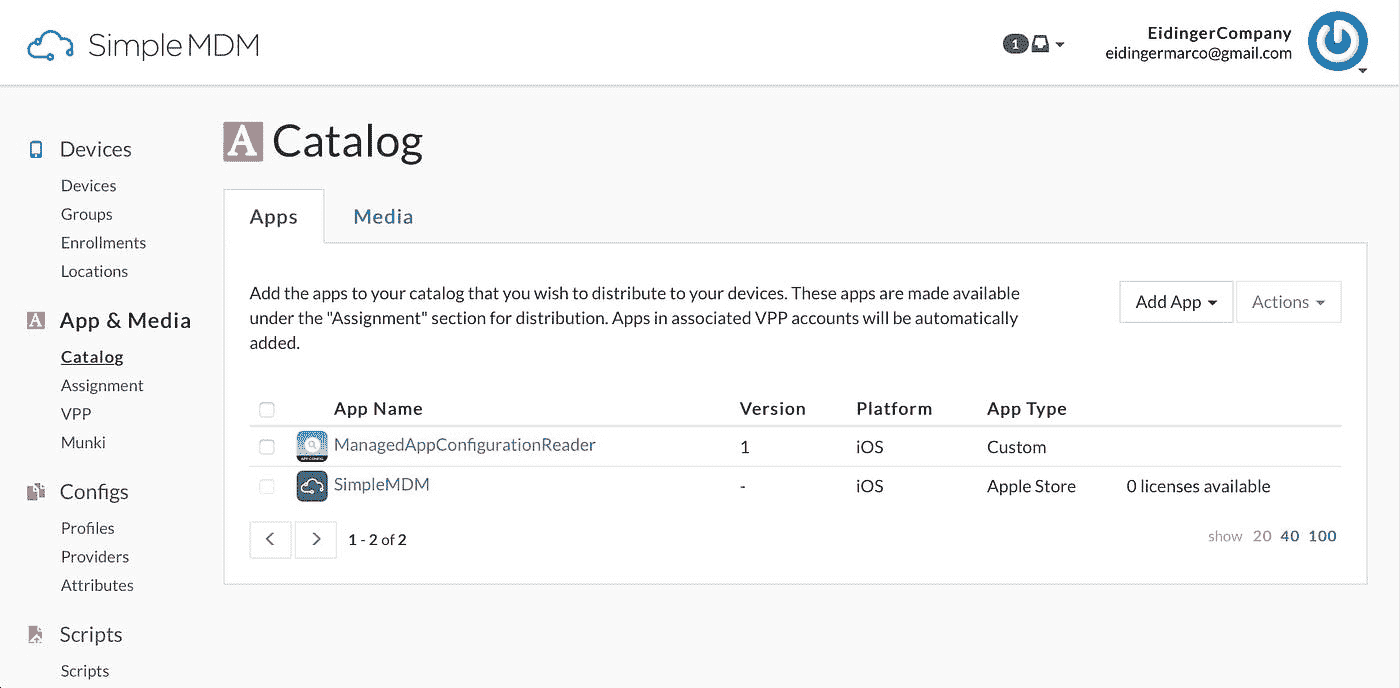 SimpleMDM
1
EidingerCompany
eidingermarco@gmail.com
Devices
Devices
Groups
Enrollments
Locations
A App & Media
Catalog
Assignment
VPP
Munki
Configs
Profiles
Providers
Attributes
Scripts
Scripts
A Catalog
Apps Media
Add the apps to your catalog that you wish to distribute to your devices. These apps are made available
under the "Assignment" section for distribution. Apps in associated VPP accounts will be automatically
added.
Add App Actions
App Name Version Platform App Type
APP CONFIG
ManagedAppConfigurationReader 1 iOS Custom
SimpleMDM - iOS Apple Store 0 licenses available
1 - 2 of 2
show 20 40 100